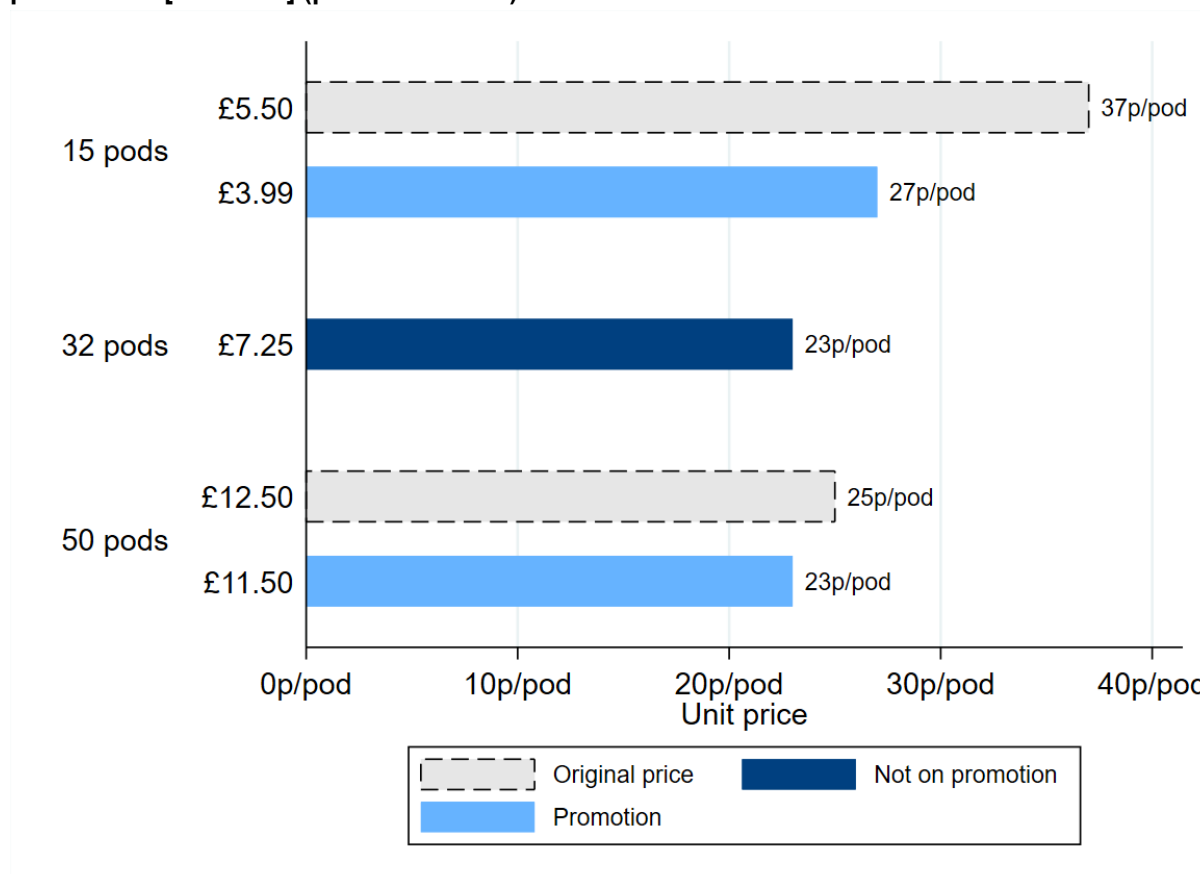 £5.50 37p/pod
15 pods
£3.99 27p/pod
32 pods £7.25 23p/pod
£12.50 25p/pod
50 pods
£11.50 23p/pod
0p/pod 10p/pod 20p/pod 30p/pod 40p/pod
Unit price
Original price Not on promotion
Promotion